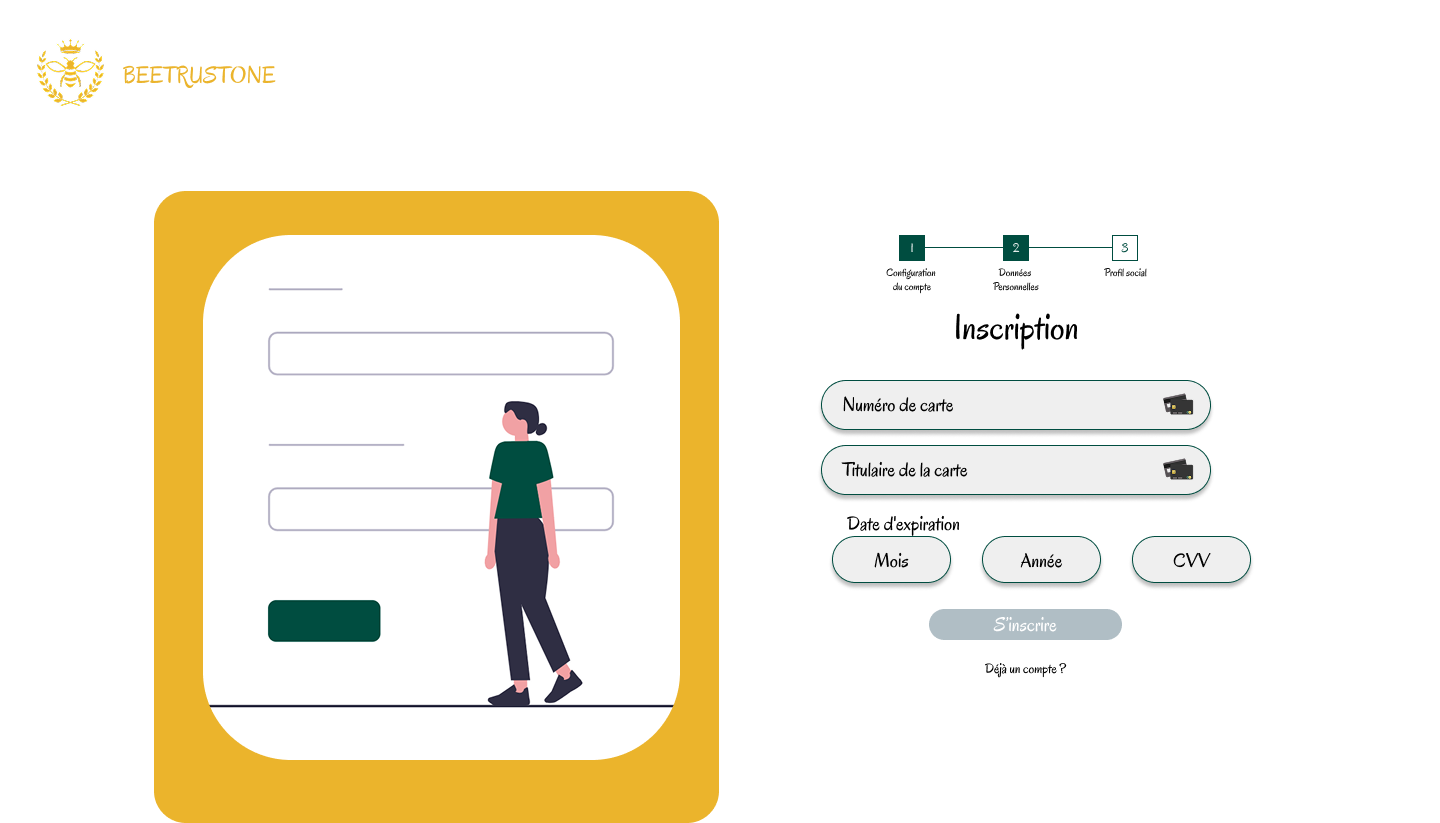 BEETRUSTONE
1 2 3
Configuration Données Profil social
du compte Personnelles
Inscription
Numéro de carte
Titulaire de la carte
Date d'expiration
Mois Année CVV
S'inscrire
Déjà un compte ?